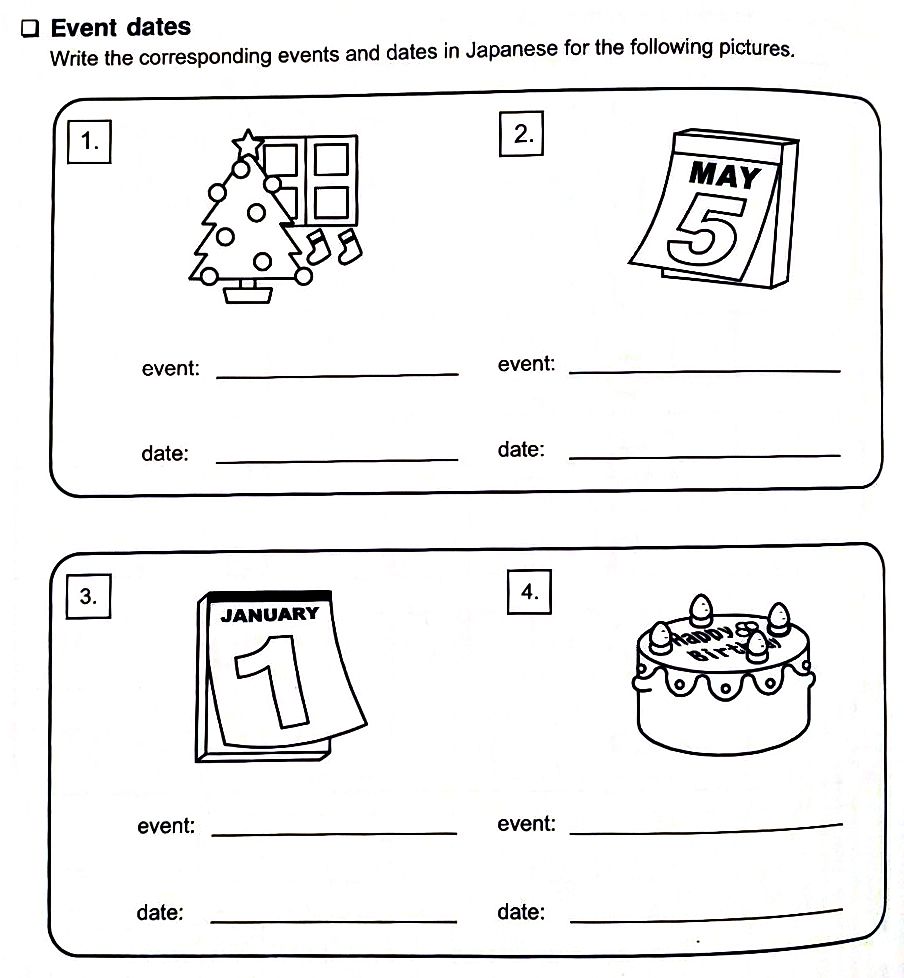 ❑ Event dates
Write the corresponding events and dates in Japanese for the following pictures.
1.
2.
MAY
5
event:
event:
date:
date:
3.
4.
JANUARY
1
Happy
event:
event:
date:
date: